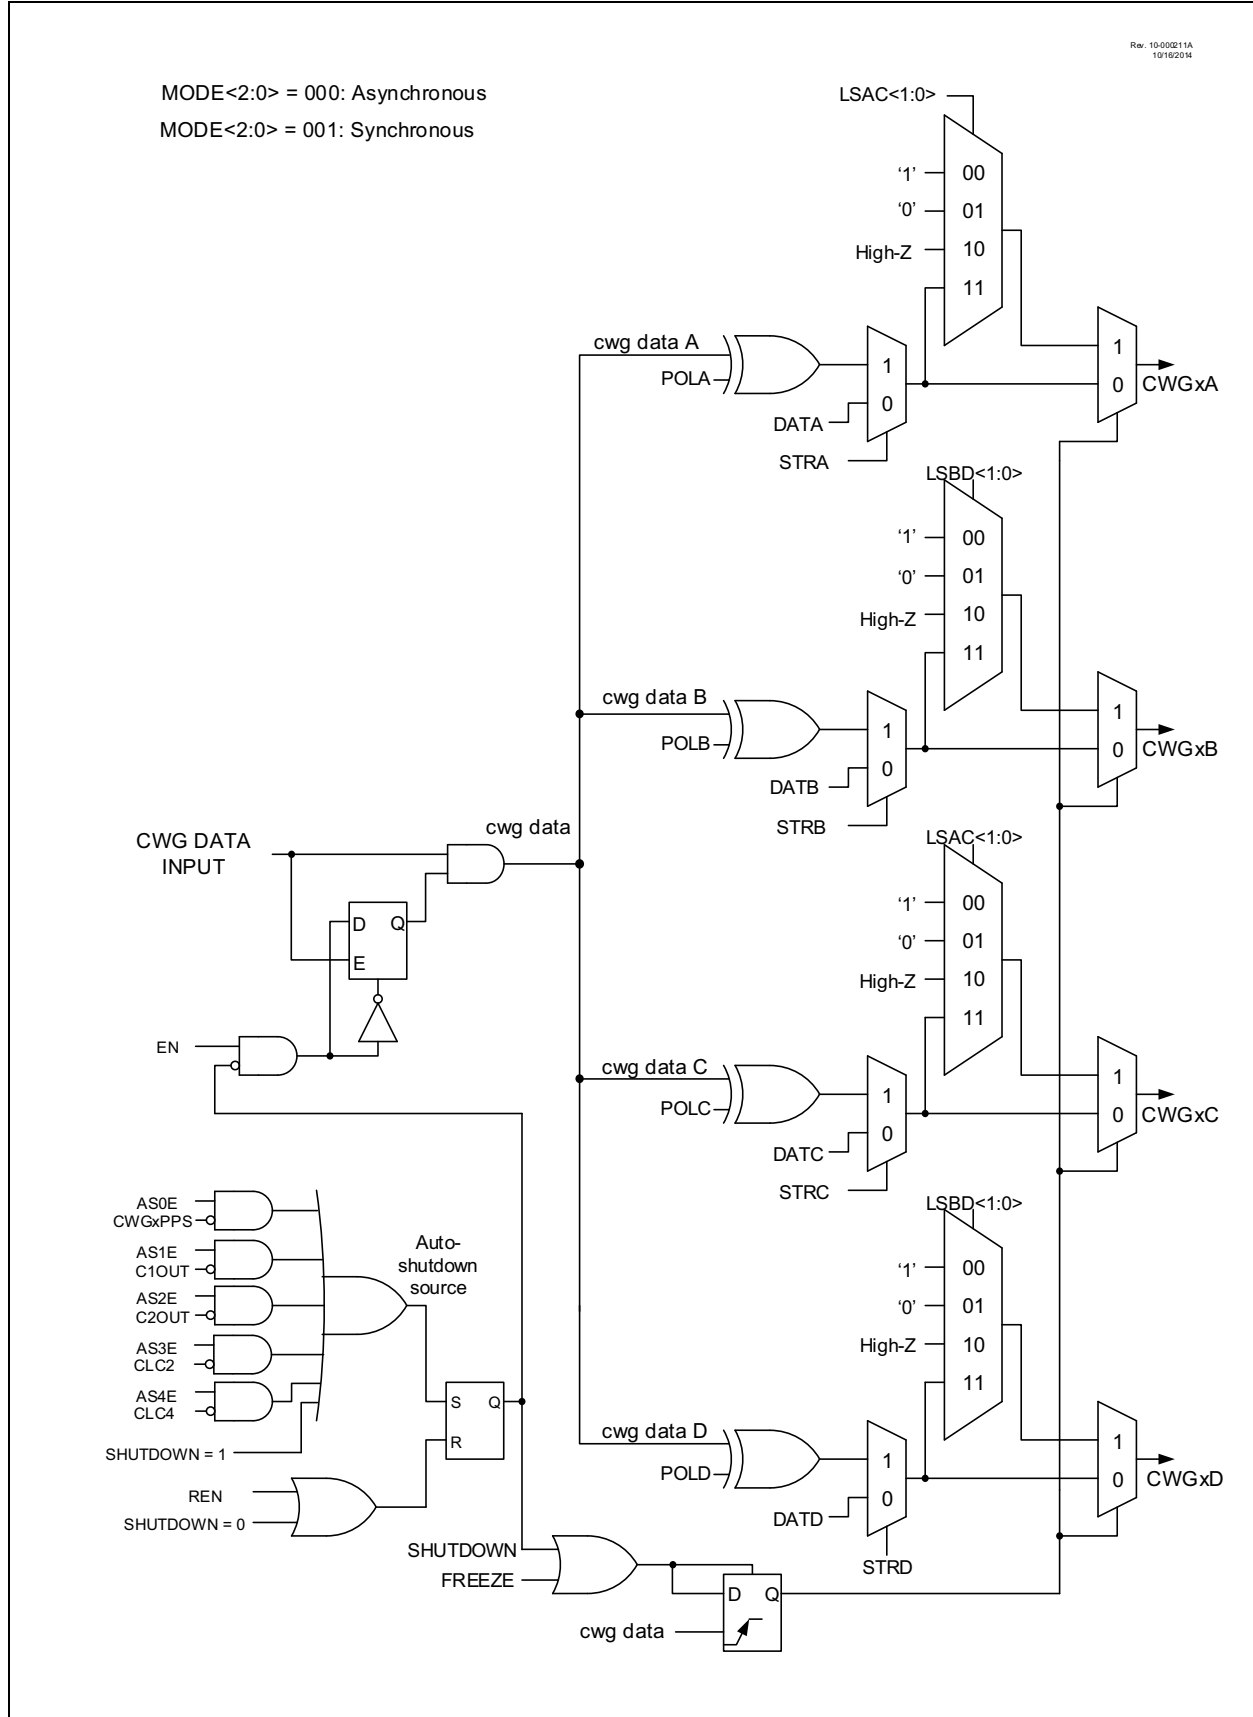 Rev. 10-000211A
10/16/2014
MODE<2:0> = 000: Asynchronous
MODE<2:0> = 001: Synchronous
LSAC<1:0>
‘1’
00
‘0’
01
High-Z
10
11
cwg data A
POLA
1
0
DATA
STRA
1
0
CWGxA
LSBD<1:0>
‘1’
00
‘0’
01
High-Z
10
11
cwg data B
POLB
1
0
DATB
STRB
1
0
CWGxB
CWG DATA
INPUT
cwg data
D
Q
E
EN
LSAC<1:0>
‘1’
00
‘0’
01
High-Z
10
11
cwg data C
POLC
1
0
DATC
STRC
1
0
CWGxC
AS0E
CWGxPPS
AS1E
C1OUT
AS2E
C2OUT
AS3E
CLC2
AS4E
CLC4
SHUTDOWN = 1
Auto-
shutdown
source
S
Q
R
REN
SHUTDOWN = 0
LSBD<1:0>
‘1’
00
‘0’
01
High-Z
10
11
cwg data D
POLD
1
0
DATD
STRD
1
0
CWGxD
SHUTDOWN
FREEZE
D
Q
cwg data